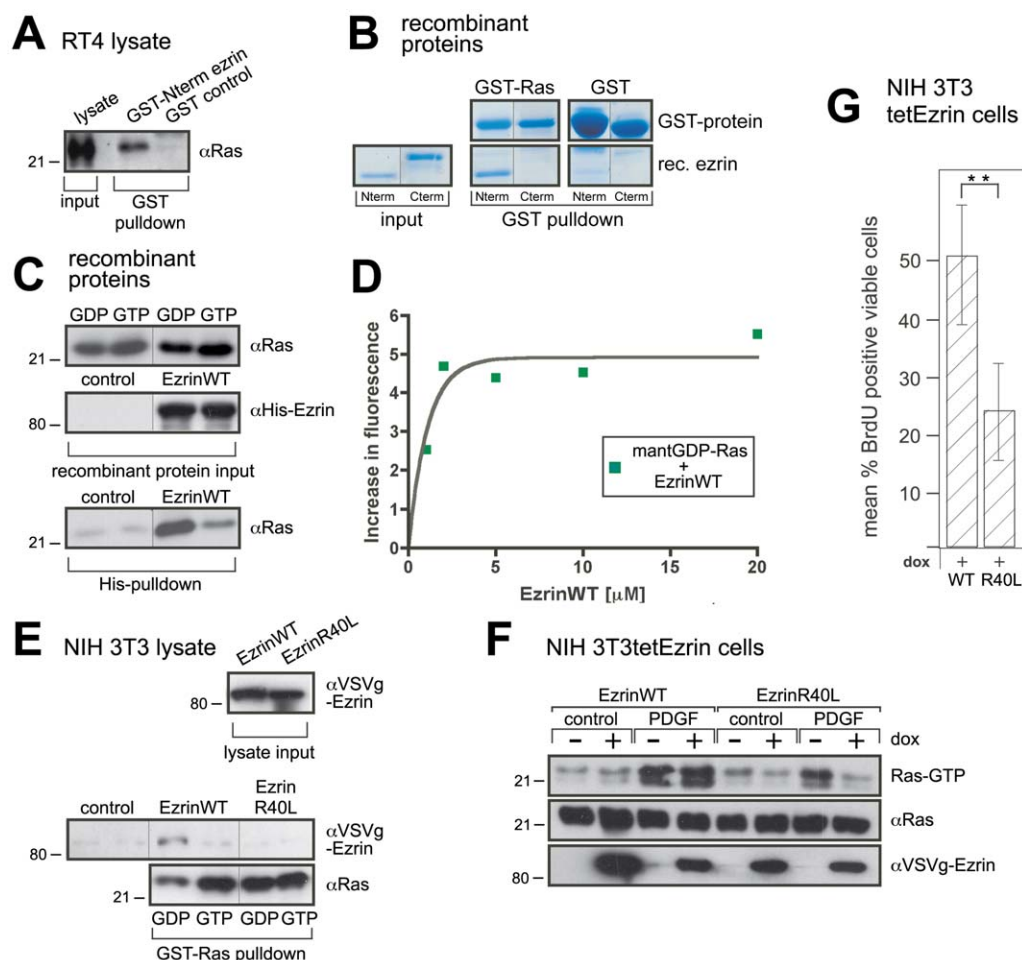 A RT4 lysate
lysate
GST-Nterm ezrin
GST control
21
αRas
input
GST
pulldown
B recombinant
proteins
GST-Ras GST
GST-protein
rec. ezrin
Nterm Cterm Nterm Cterm Nterm Cterm
input GST pulldown
C recombinant
proteins
GDP GTP GDP GTP
21
αRas
control EzrinWT
80
αHis-Ezrin
recombinant protein input
control EzrinWT
21
αRas
His-pulldown
D
Increase in fluorescence
6
5
4
3
2
1
0
0 5 10 15 20
EzrinWT [μM]
mantGDP-Ras
+
EzrinWT
E NIH 3T3 lysate
EzrinWT
EzrinR40L
80
αVSVg
-Ezrin
lysate input
control EzrinWT Ezrin
R40L
80
αVSVg
-Ezrin
21
αRas
GDP GTP GDP GTP
GST-Ras pulldown
F NIH 3T3tetEzrin cells
EzrinWT EzrinR40L
control PDGF control PDGF
− + − + − + − + dox
21 Ras-GTP
21 αRas
80 αVSVg-Ezrin
G NIH 3T3
tetEzrin cells
mean % BrdU positive viable cells
**
50
40
30
20
10
dox + +
WT R40L